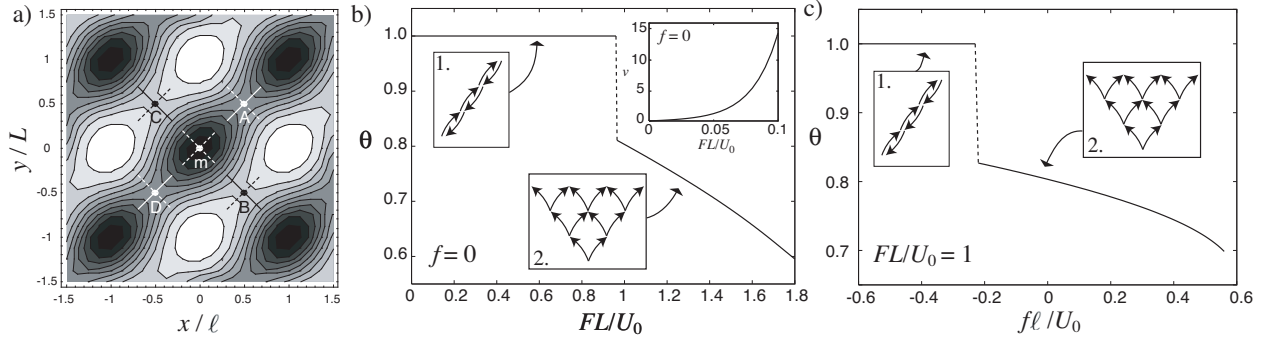 a)
y / L
1.5
1
0.5
0
-0.5
1
-1.5
-1.5
-1
-0.5
0
0.5
1
1.5
x / ℓ
C
A
m
D
B
b)
θ
1.0
0.9
0.8
0.7
0.6
0
0.2
0.4
0.6
0.8
1
1.2
1.4
1.6
1.8
FL/U₀
f = 0
1.
2.
f = 0
v
15
10
5
0
0
0.05
0.1
FL/U₀
c)
θ
1.0
0.9
0.8
0.7
-0.6
-0.4
-0.2
0
0.2
0.4
0.6
fℓ /U₀
FL/U₀ = 1
1.
2.